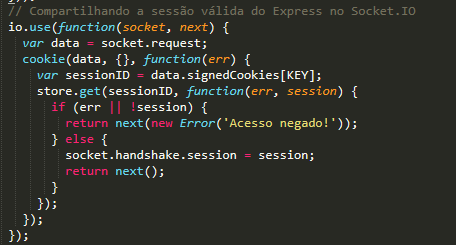 // Compartilhando a sessão válida do Express no Socket.IO
io.use(function(socket, next) {
  var data = socket.request;
  cookie(data, {}, function(err) {
    var sessionID = data.signedCookies[KEY];
    store.get(sessionID, function(err, session) {
      if (err || !session) {
        return next(new Error('Acesso negado!'));
      } else {
        socket.handshake.session = session;
        return next();
      }
    });
  });
});